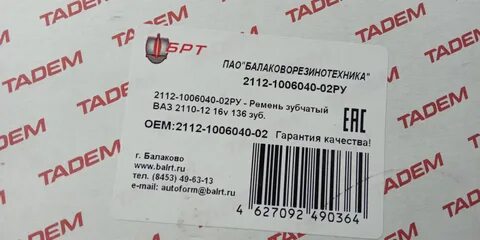 БРТ
ПАО"БАЛАКОВОРЕЗИНОТЕХНИКА"
2112-1006040-02РУ
2112-1006040-02РУ - Ремень зубчатый
ВАЗ 2110-12 16v 136 зуб.
EAC
OEM:2112-1006040-02 Гарантия качества!
г. Балаково
www.balrt.ru
тел. (8453) 49-63-13
e-mail: autoform@balrt.ru
4 627092 490364
TADEM
TADEM
TADEM
TADEM
TADEM
TADEM
TADEM
TADEM
TADEM